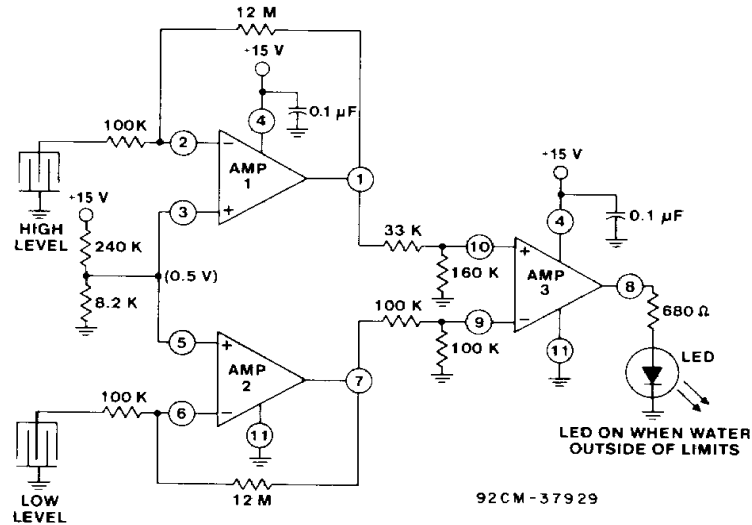 12 M
+15 V
4
0.1 µF
100K
2
−
AMP
1
1
+15 V
3
+
HIGH
LEVEL
240 K
(0.5 V)
8.2 K
+15 V
4
0.1 µF
33 K
10
+
160 K
AMP
3
8
680 Ω
100 K
9
−
100 K
11
LED
5
+
AMP
2
7
100K
6
−
11
12 M
LOW
LEVEL
LED ON WHEN WATER
OUTSIDE OF LIMITS
92CM-37929